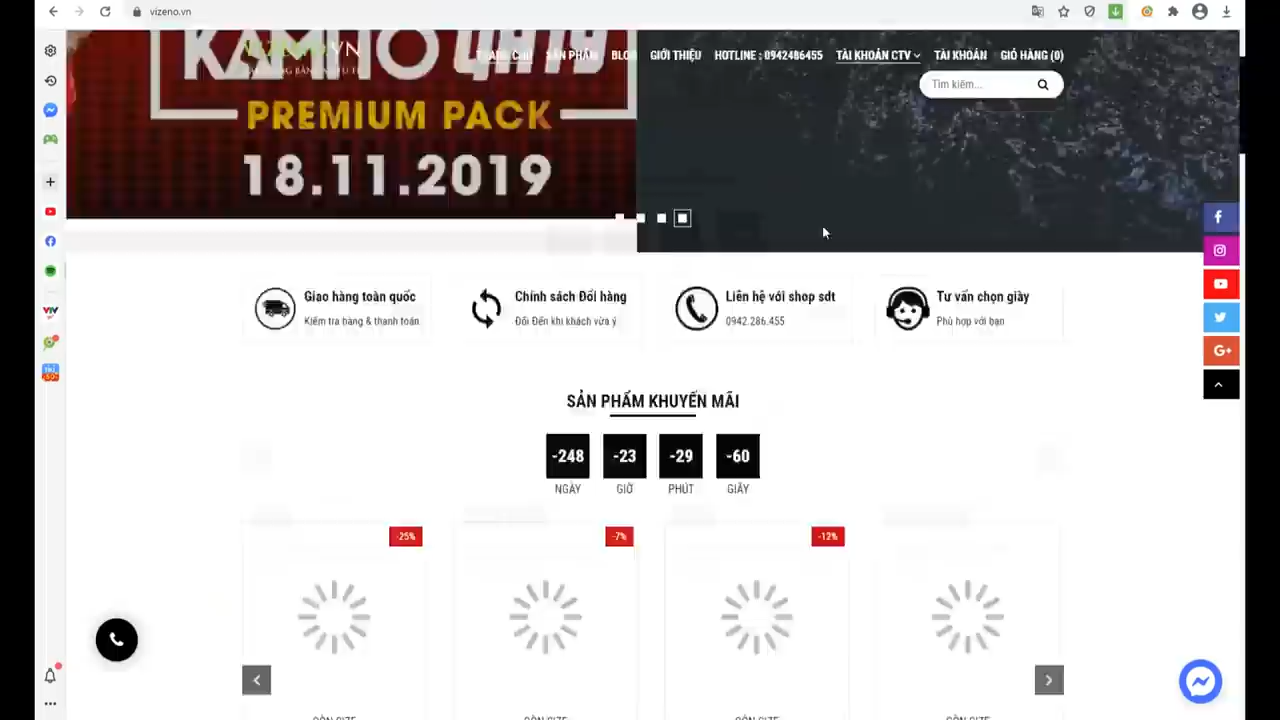 vizeno.vn
PREMIUM PACK
18.11.2019
SẢN PHẨM
BLOG
GIỚI THIỆU
HOTLINE : 0942486455
TÀI KHOẢN CTV
TÀI KHOẢN
GIỎ HÀNG (0)
Tìm kiếm...
Giao hàng toàn quốc
Kiểm tra hàng & thanh toán
Chính sách Đổi hàng
Đổi Đến khi khách vừa ý
Liên hệ với shop sdt
0942.286.455
Tư vấn chọn giày
Phù hợp với bạn
SẢN PHẨM KHUYẾN MÃI
-248
-23
-29
-60
NGÀY
GIỜ
PHÚT
GIÂY
-25%
-7%
-12%